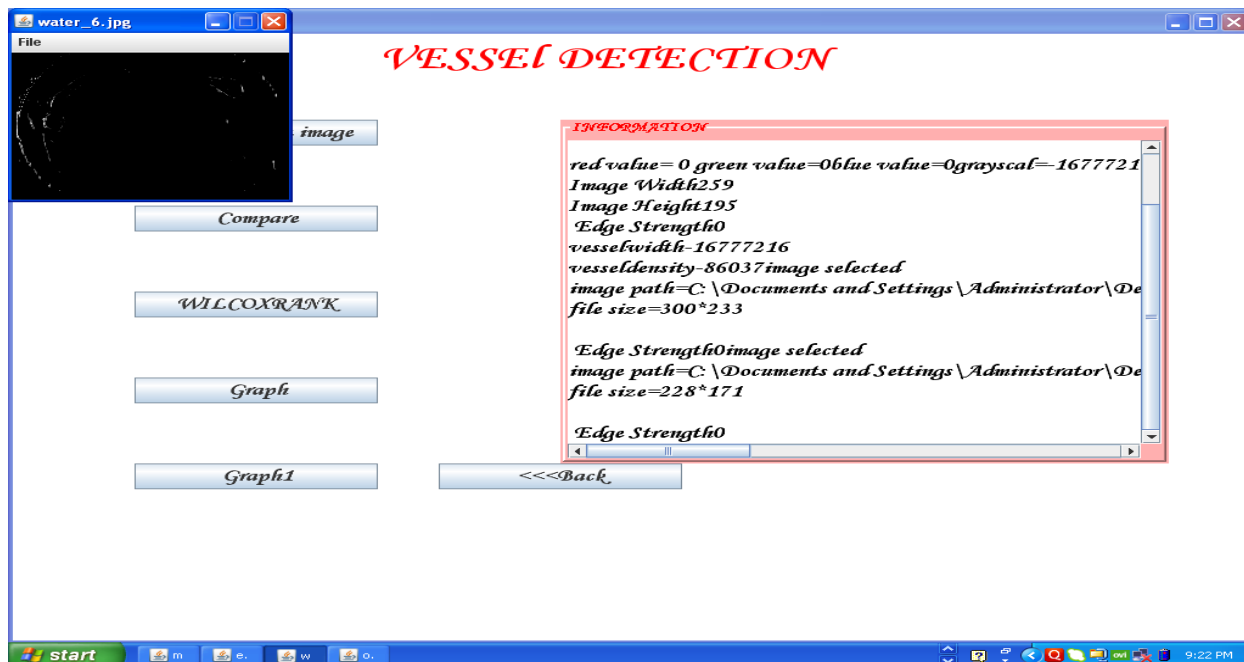 water_6.jpg
File
VESSEl DETECTION
image
Compare
WILCOXRANK
Graph
Graph1
<<<Back
INFORMATION
red value= 0 green value=0blue value=0grayscal=-1677721
Image Width259
Image Height195
Edge Strength0
vesselwidth-16777216
vesseldensity-86037image selected
image path=C:\Documents and Settings\Administrator\De
file size=300*233
Edge Strength0image selected
image path=C:\Documents and Settings\Administrator\De
file size=228*171
Edge Strength0
start
m
e.
w
o.
9:22 PM